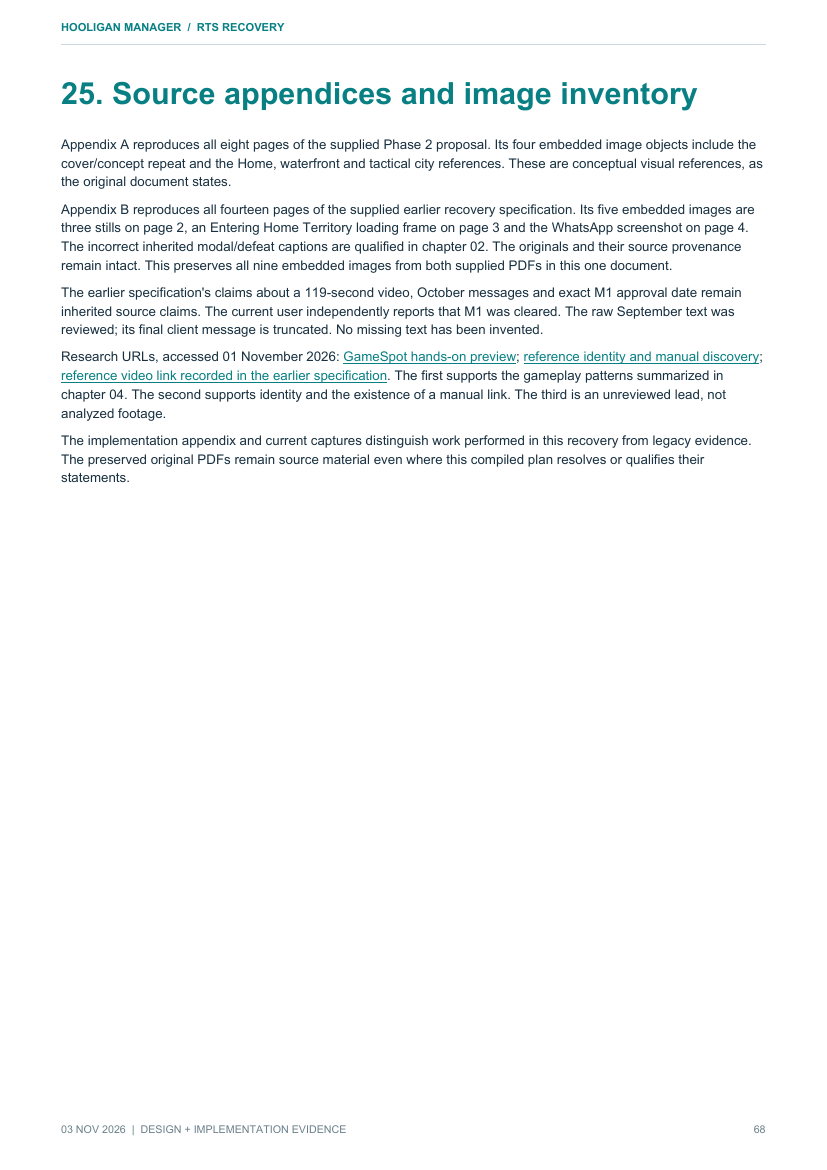 HOOLIGAN MANAGER / RTS RECOVERY
25. Source appendices and image inventory
Appendix A reproduces all eight pages of the supplied Phase 2 proposal. Its four embedded image objects include the
cover/concept repeat and the Home, waterfront and tactical city references. These are conceptual visual references, as
the original document states.
Appendix B reproduces all fourteen pages of the supplied earlier recovery specification. Its five embedded images are
three stills on page 2, an Entering Home Territory loading frame on page 3 and the WhatsApp screenshot on page 4.
The incorrect inherited modal/defeat captions are qualified in chapter 02. The originals and their source provenance
remain intact. This preserves all nine embedded images from both supplied PDFs in this one document.
The earlier specification's claims about a 119-second video, October messages and exact M1 approval date remain
inherited source claims. The current user independently reports that M1 was cleared. The raw September text was
reviewed; its final client message is truncated. No missing text has been invented.
Research URLs, accessed 01 November 2026: GameSpot hands-on preview; reference identity and manual discovery;
reference video link recorded in the earlier specification. The first supports the gameplay patterns summarized in
chapter 04. The second supports identity and the existence of a manual link. The third is an unreviewed lead, not
analyzed footage.
The implementation appendix and current captures distinguish work performed in this recovery from legacy evidence.
The preserved original PDFs remain source material even where this compiled plan resolves or qualifies their
statements.
03 NOV 2026 | DESIGN + IMPLEMENTATION EVIDENCE
68